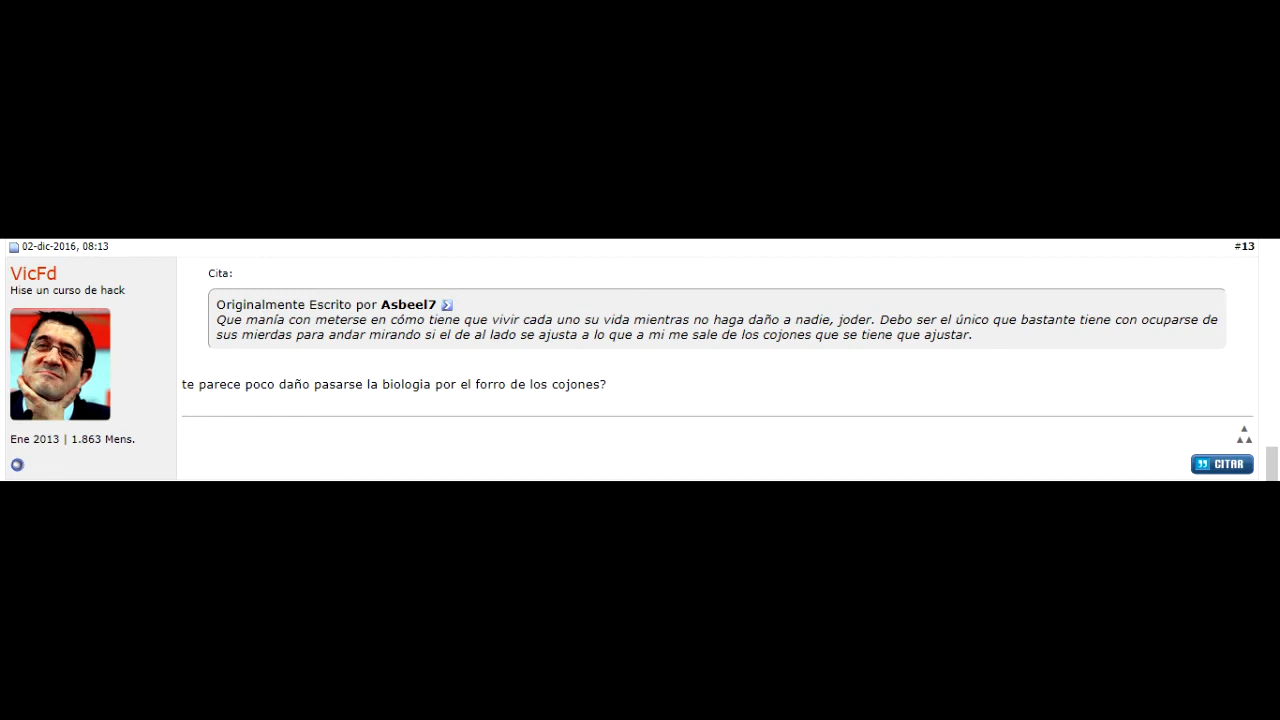 02-dic-2016, 08:13
#13
VicFd
Hise un curso de hack
Ene 2013 | 1.863 Mens.
Cita:
Originalmente Escrito por Asbeel7
Que manía con meterse en cómo tiene que vivir cada uno su vida mientras no haga daño a nadie, joder. Debo ser el único que bastante tiene con ocuparse de
sus mierdas para andar mirando si el de al lado se ajusta a lo que a mi me sale de los cojones que se tiene que ajustar.
te parece poco daño pasarse la biologia por el forro de los cojones?
CITAR